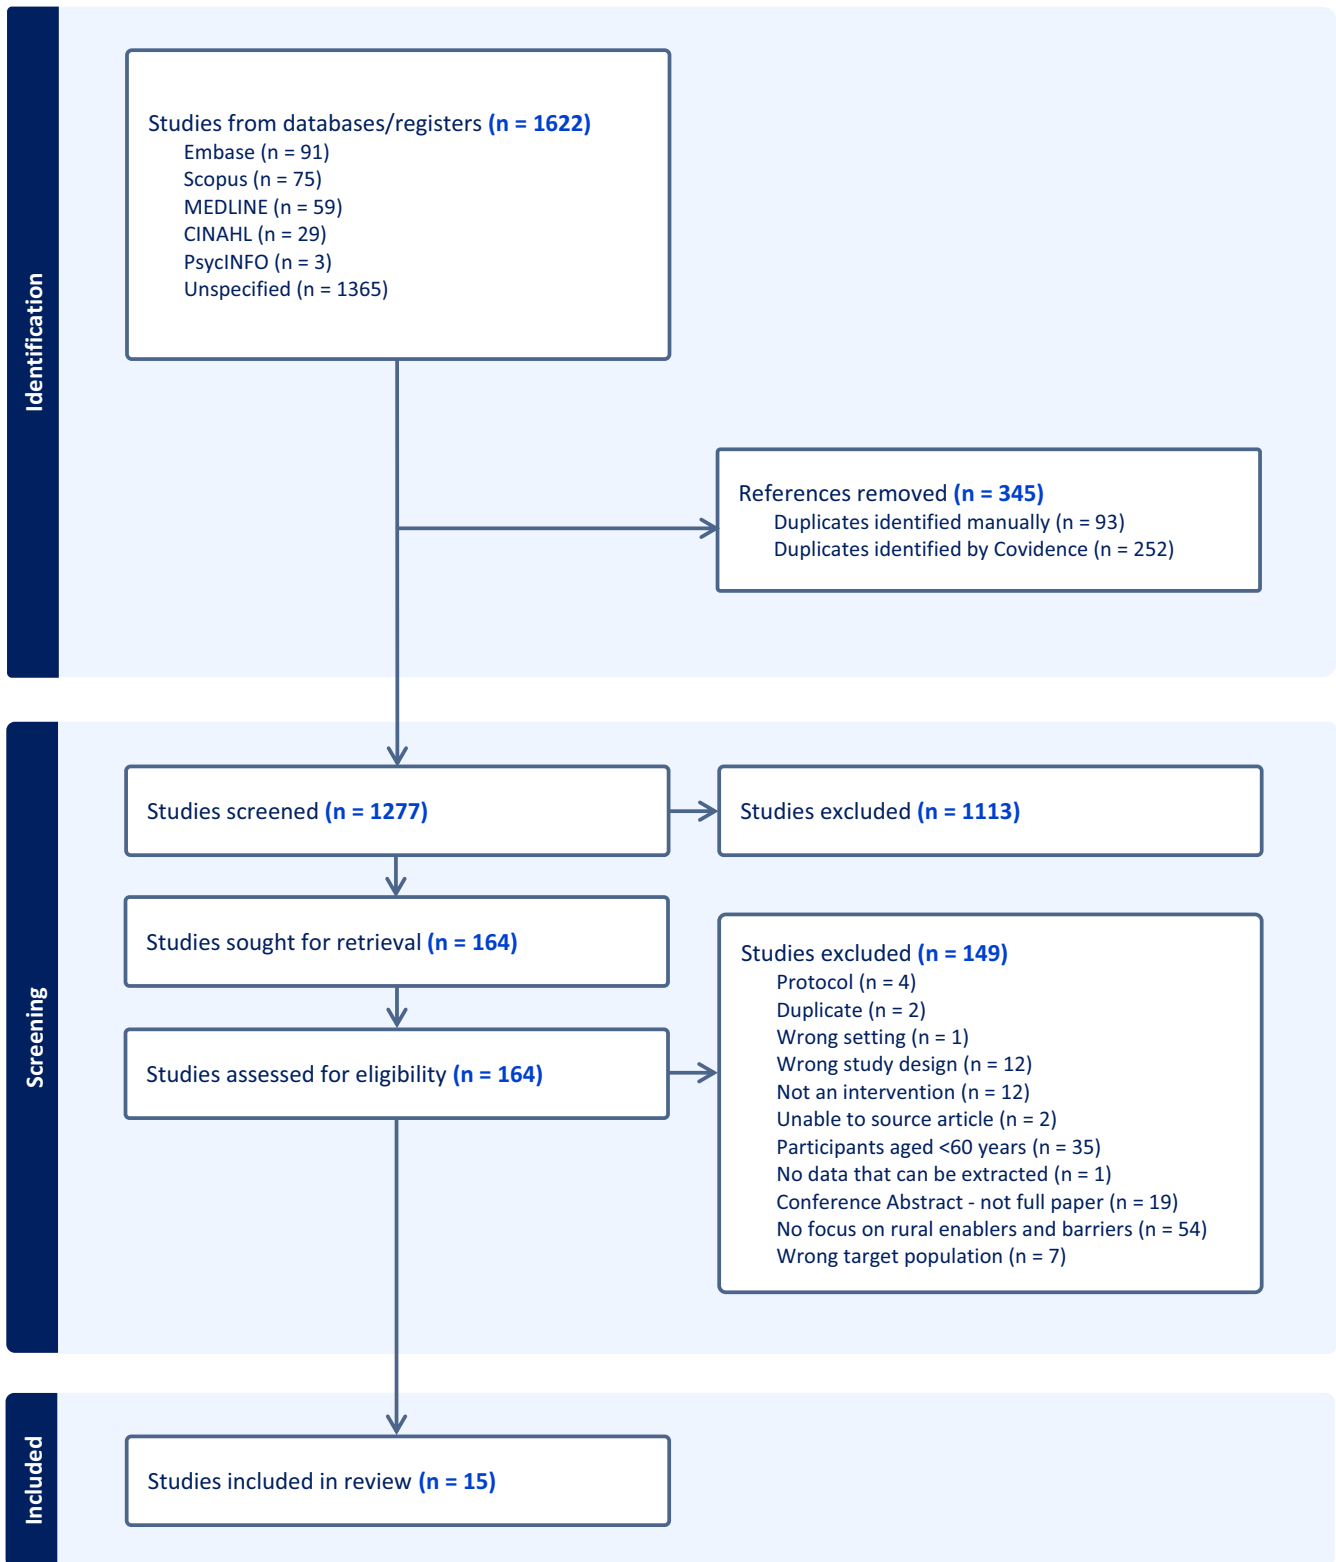 Identification
Studies from databases/registers (n = 1622)
Embase (n = 91)
Scopus (n = 75)
MEDLINE (n = 59)
CINAHL (n = 29)
PsycINFO (n = 3)
Unspecified (n = 1365)
References removed (n = 345)
Duplicates identified manually (n = 93)
Duplicates identified by Covidence (n = 252)
Screening
Studies screened (n = 1277)
Studies excluded (n = 1113)
Studies sought for retrieval (n = 164)
Studies assessed for eligibility (n = 164)
Studies excluded (n = 149)
Protocol (n = 4)
Duplicate (n = 2)
Wrong setting (n = 1)
Wrong study design (n = 12)
Not an intervention (n = 12)
Unable to source article (n = 2)
Participants aged <60 years (n = 35)
No data that can be extracted (n = 1)
Conference Abstract - not full paper (n = 19)
No focus on rural enablers and barriers (n = 54)
Wrong target population (n = 7)
Included
Studies included in review (n = 15)